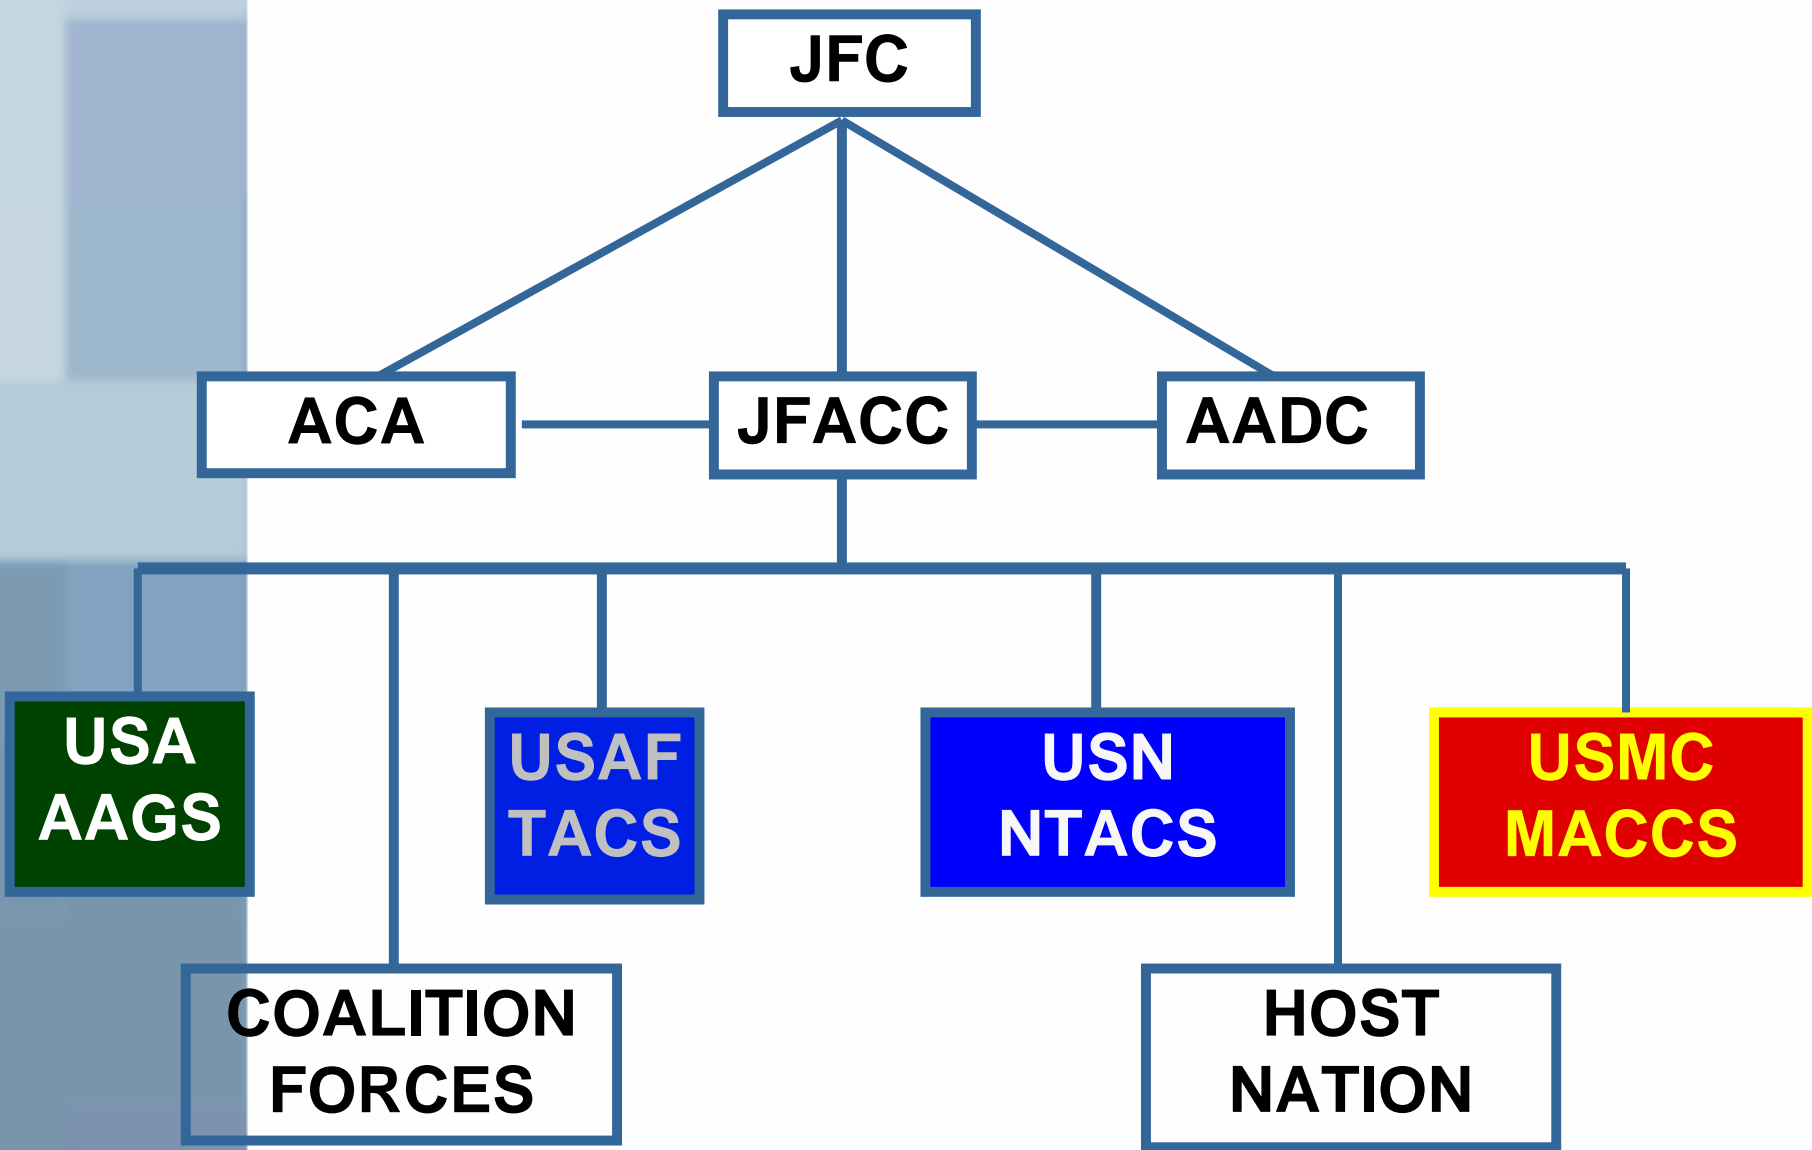 JFC
ACA
JFACC
AADC
USA
AAGS
USAF
TACS
USN
NTACS
USMC
MACCS
COALITION
FORCES
HOST
NATION